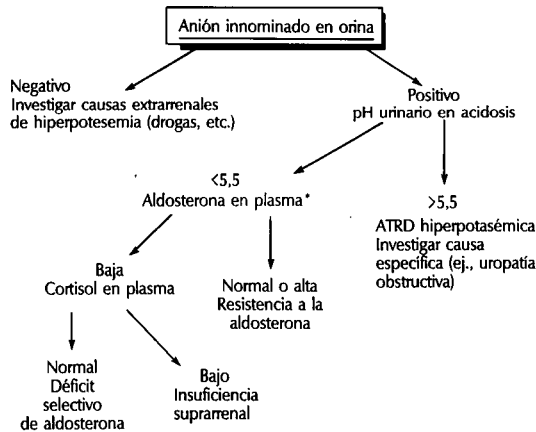 Anión innominado en orina
Negativo
Investigar causas extrarrenales
de hiperpotesemia (drogas, etc.)
Positivo
pH urinario en acidosis
<5,5
Aldosterona en plasma*
>5,5
ATRD hiperpotasémica
Investigar causa
específica (ej., uropatía
obstructiva)
Baja
Cortisol en plasma
Normal o alta
Resistencia a la
aldosterona
Normal
Déficit
selectivo
de aldosterona
Bajo
Insuficiencia
suprarrenal